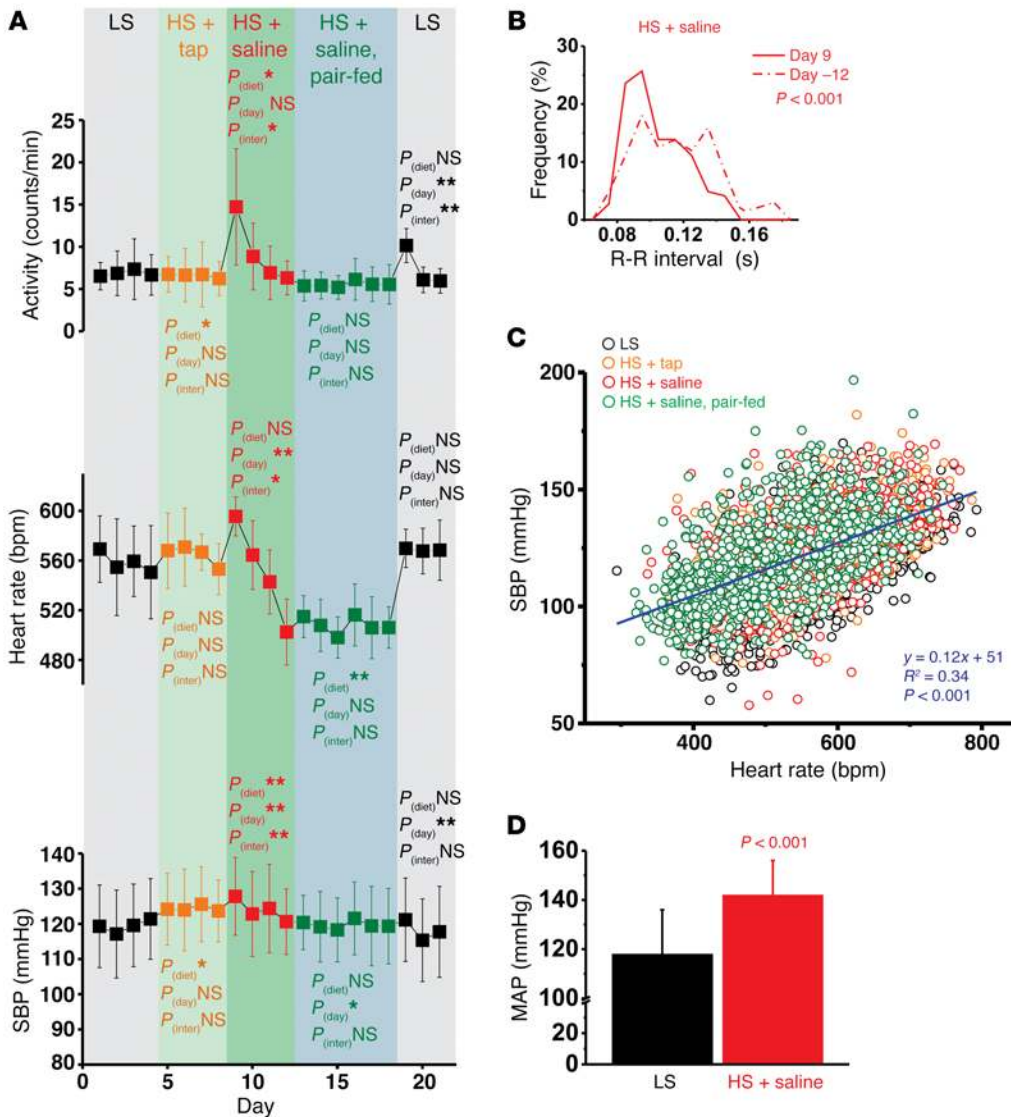 A
LS
HS +
tap
HS +
saline
HS +
saline,
pair-fed
LS
P(diet)*
P(day)NS
P(inter)*
P(diet)NS
P(day)**
P(inter)**
25
20
15
10
5
0
Activity (counts/min)
P(diet)*
P(day)NS
P(inter)NS
P(diet)NS
P(day)NS
P(inter)NS
P(diet)NS
P(day)**
P(inter)*
P(diet)NS
P(day)NS
P(inter)NS
600
560
520
480
Heart rate (bpm)
P(diet)NS
P(day)NS
P(inter)NS
P(diet)**
P(day)NS
P(inter)NS
P(diet)**
P(day)**
P(inter)**
P(diet)NS
P(day)**
P(inter)NS
140
130
120
110
100
90
80
SBP (mmHg)
P(diet)*
P(day)NS
P(inter)NS
P(diet)NS
P(day)*
P(inter)NS
0 5 10 15 20
Day
B
HS + saline
Day 9
Day –12
P < 0.001
30
20
10
0
Frequency (%)
0.08 0.12 0.16
R-R interval (s)
C
LS
HS + tap
HS + saline
HS + saline, pair-fed
200
150
100
50
SBP (mmHg)
y = 0.12x + 51
R² = 0.34
P < 0.001
400 600 800
Heart rate (bpm)
D
P < 0.001
160
140
120
100
20
0
MAP (mmHg)
LS HS + saline